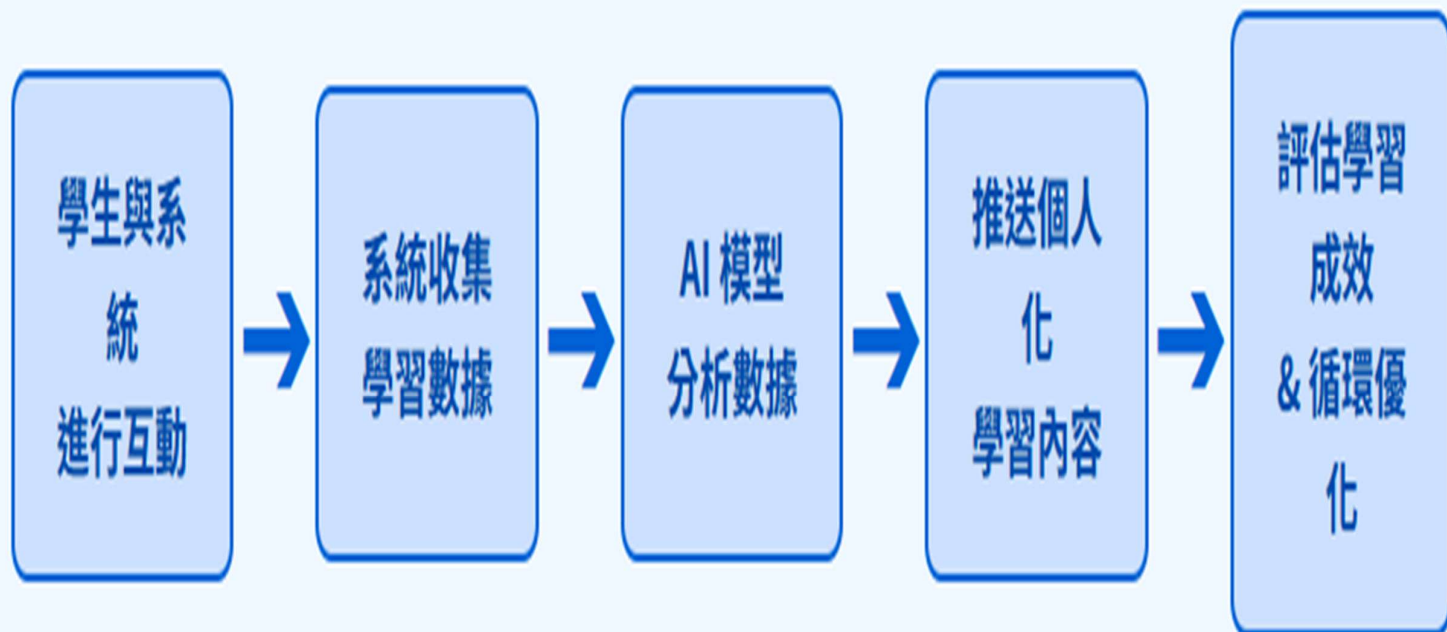 學生與系
統
進行互動
系統收集
學習數據
AI 模型
分析數據
推送個人
化
學習內容
評估學習
成效
& 循環優
化